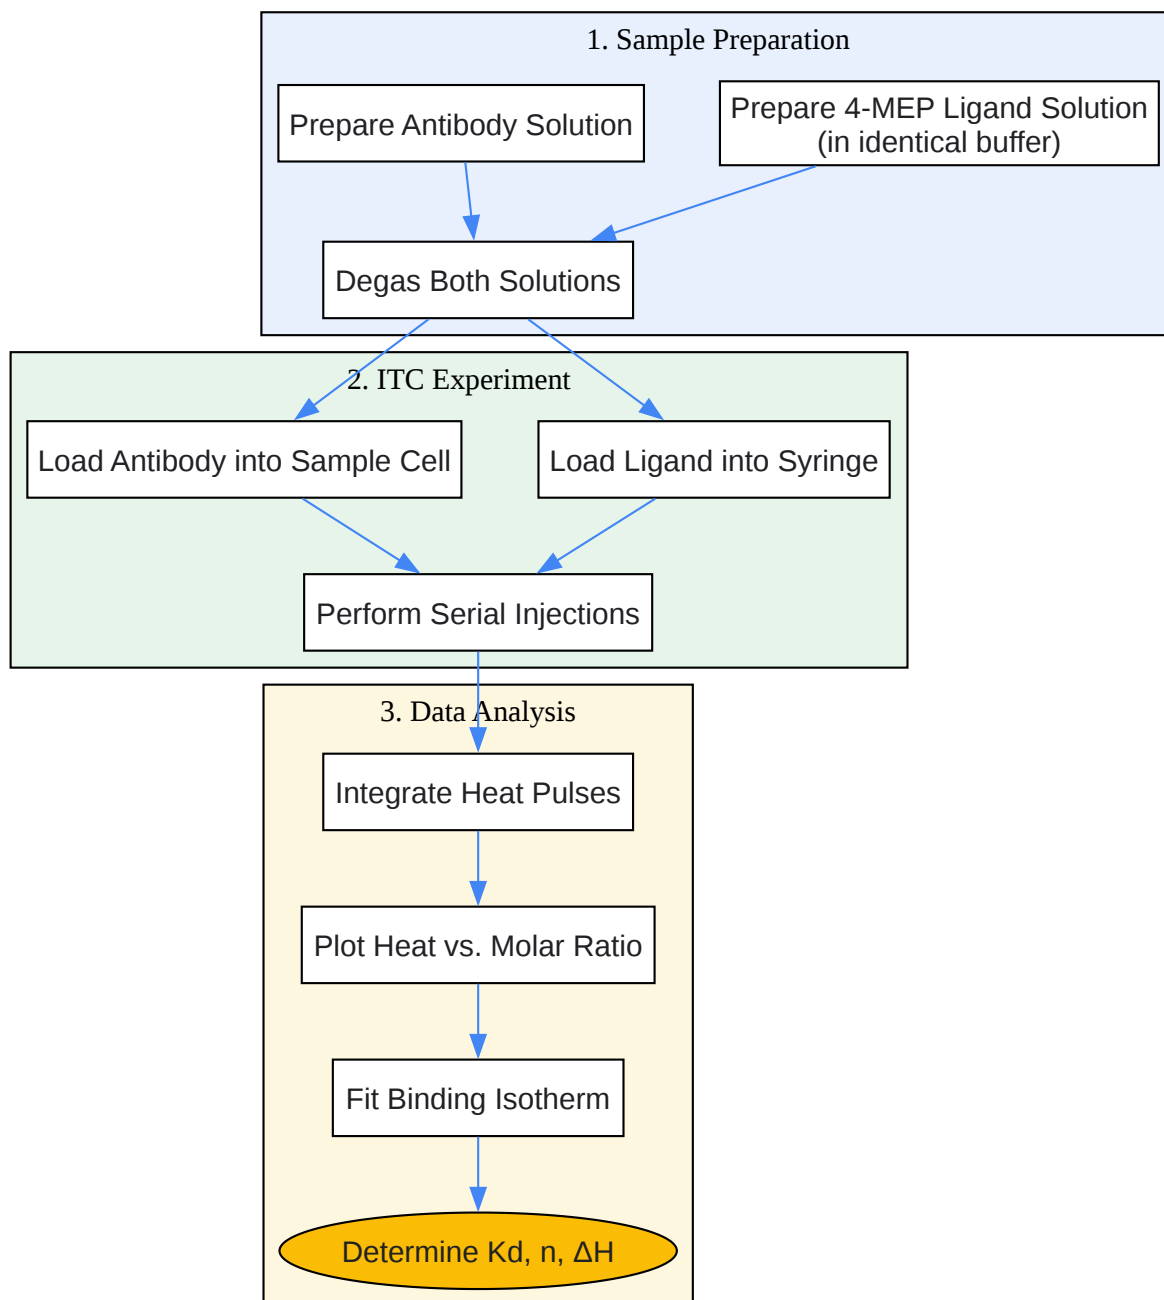 1. Sample Preparation
Prepare Antibody Solution
Prepare 4-MEP Ligand Solution
(in identical buffer)
Degas Both Solutions
2. ITC Experiment
Load Antibody into Sample Cell
Load Ligand into Syringe
Perform Serial Injections
3. Data Analysis
Integrate Heat Pulses
Plot Heat vs. Molar Ratio
Fit Binding Isotherm
Determine Kd, n, ΔH